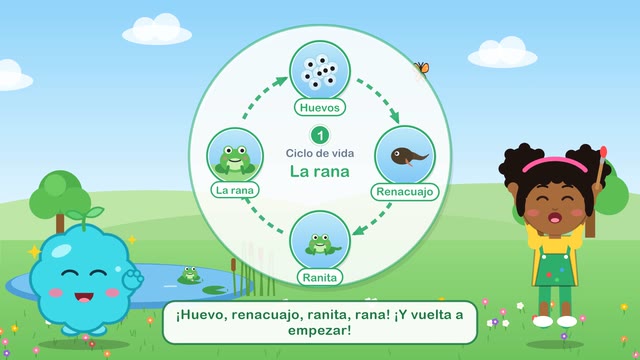 Huevos
1
Ciclo de vida
La rana
La rana
Renacuajo
Ranita
¡Huevo, renacuajo, ranita, rana! ¡Y vuelta a
empezar!